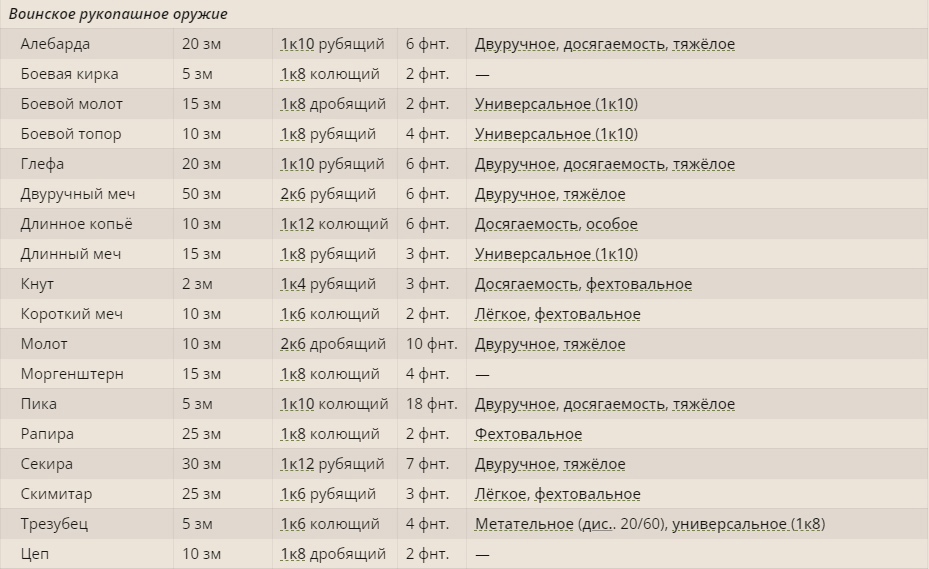 Воинское рукопашное оружие
Алебарда 20 зм 1к10 рубящий 6 фнт. Двуручное, досягаемость, тяжёлое
Боевая кирка 5 зм 1к8 колющий 2 фнт. —
Боевой молот 15 зм 1к8 дробящий 2 фнт. Универсальное (1к10)
Боевой топор 10 зм 1к8 рубящий 4 фнт. Универсальное (1к10)
Глефа 20 зм 1к10 рубящий 6 фнт. Двуручное, досягаемость, тяжёлое
Двуручный меч 50 зм 2к6 рубящий 6 фнт. Двуручное, тяжёлое
Длинное копьё 10 зм 1к12 колющий 6 фнт. Досягаемость, особое
Длинный меч 15 зм 1к8 рубящий 3 фнт. Универсальное (1к10)
Кнут 2 зм 1к4 рубящий 3 фнт. Досягаемость, фехтовальное
Короткий меч 10 зм 1к6 колющий 2 фнт. Лёгкое, фехтовальное
Молот 10 зм 2к6 дробящий 10 фнт. Двуручное, тяжёлое
Моргенштерн 15 зм 1к8 колющий 4 фнт. —
Пика 5 зм 1к10 колющий 18 фнт. Двуручное, досягаемость, тяжёлое
Рапира 25 зм 1к8 колющий 2 фнт. Фехтовальное
Секира 30 зм 1к12 рубящий 7 фнт. Двуручное, тяжёлое
Скимитар 25 зм 1к6 рубящий 3 фнт. Лёгкое, фехтовальное
Трезубец 5 зм 1к6 колющий 4 фнт. Метательное (дис.. 20/60), универсальное (1к8)
Цеп 10 зм 1к8 дробящий 2 фнт. —